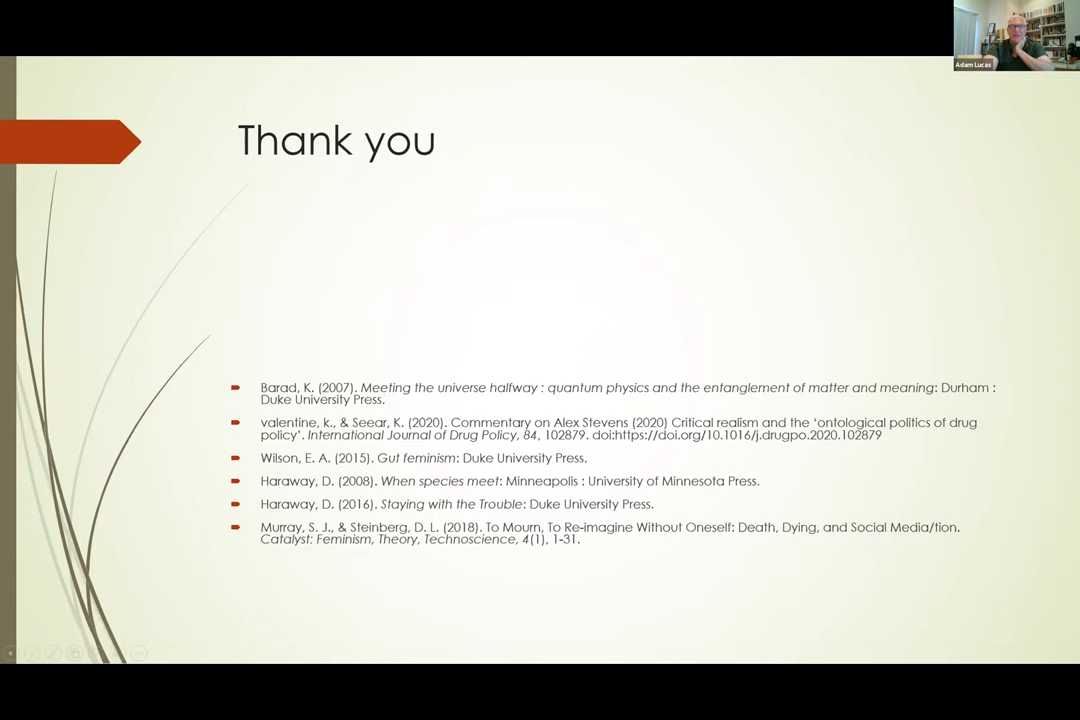 Adam Lucas
Thank you
Barad, K. (2007). Meeting the universe halfway : quantum physics and the entanglement of matter and meaning: Durham :
Duke University Press.
valentine, k., & Seear, K. (2020). Commentary on Alex Stevens (2020) Critical realism and the ‘ontological politics of drug
policy’. International Journal of Drug Policy, 84, 102879. doi:https://doi.org/10.1016/j.drugpo.2020.102879
Wilson, E. A. (2015). Gut feminism: Duke University Press.
Haraway, D. (2008). When species meet: Minneapolis : University of Minnesota Press.
Haraway, D. (2016). Staying with the Trouble: Duke University Press.
Murray, S. J., & Steinberg, D. L. (2018). To Mourn, To Re-imagine Without Oneself: Death, Dying, and Social Media/tion.
Catalyst: Feminism, Theory, Technoscience, 4(1), 1-31.